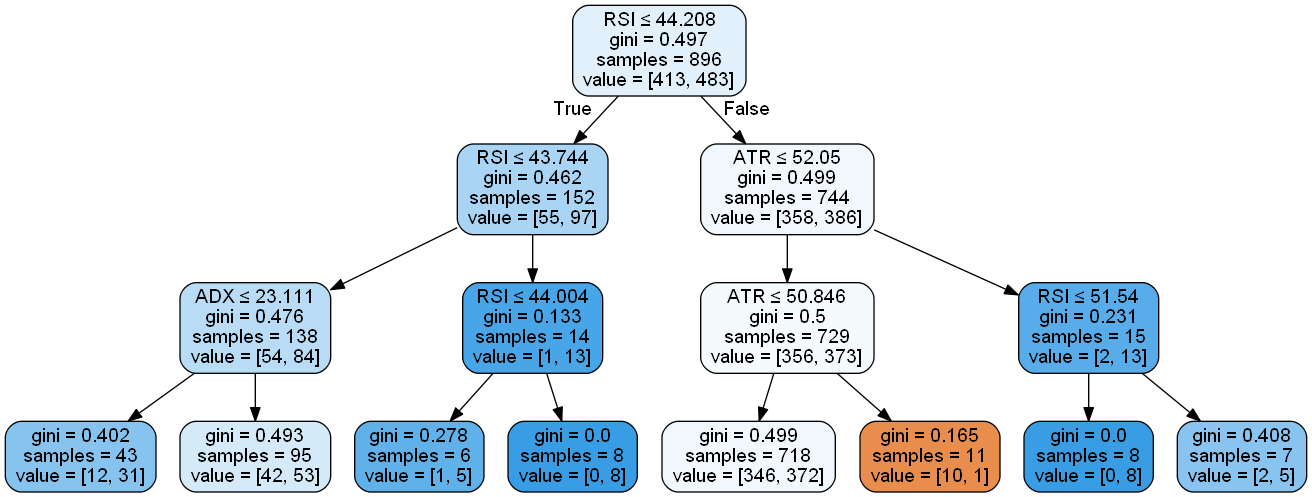 RSI ≤ 44.208
gini = 0.497
samples = 896
value = [413, 483]
True
False
RSI ≤ 43.744
gini = 0.462
samples = 152
value = [55, 97]
ATR ≤ 52.05
gini = 0.499
samples = 744
value = [358, 386]
ADX ≤ 23.111
gini = 0.476
samples = 138
value = [54, 84]
RSI ≤ 44.004
gini = 0.133
samples = 14
value = [1, 13]
ATR ≤ 50.846
gini = 0.5
samples = 729
value = [356, 373]
RSI ≤ 51.54
gini = 0.231
samples = 15
value = [2, 13]
gini = 0.402
samples = 43
value = [12, 31]
gini = 0.493
samples = 95
value = [42, 53]
gini = 0.278
samples = 6
value = [1, 5]
gini = 0.0
samples = 8
value = [0, 8]
gini = 0.499
samples = 718
value = [346, 372]
gini = 0.165
samples = 11
value = [10, 1]
gini = 0.0
samples = 8
value = [0, 8]
gini = 0.408
samples = 7
value = [2, 5]